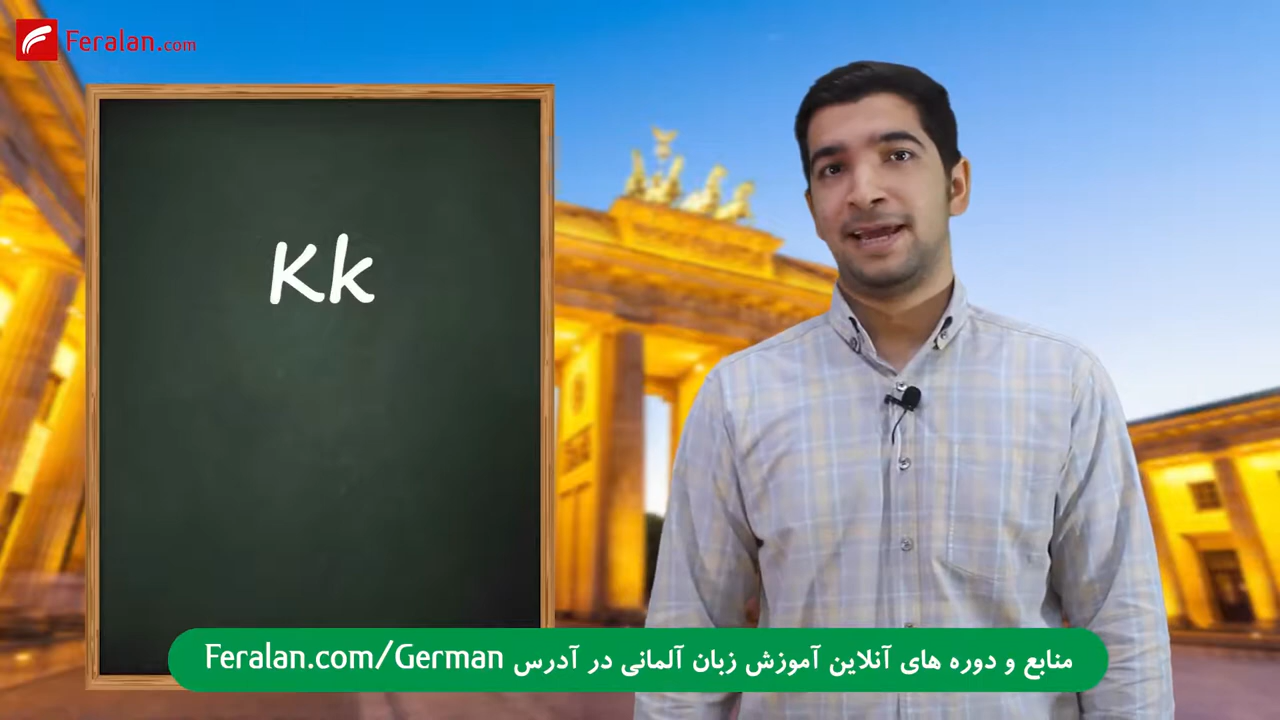 Feralan.com
Kk
منابع و دوره های آنلاین آموزش زبان آلمانی در آدرس Feralan.com/German